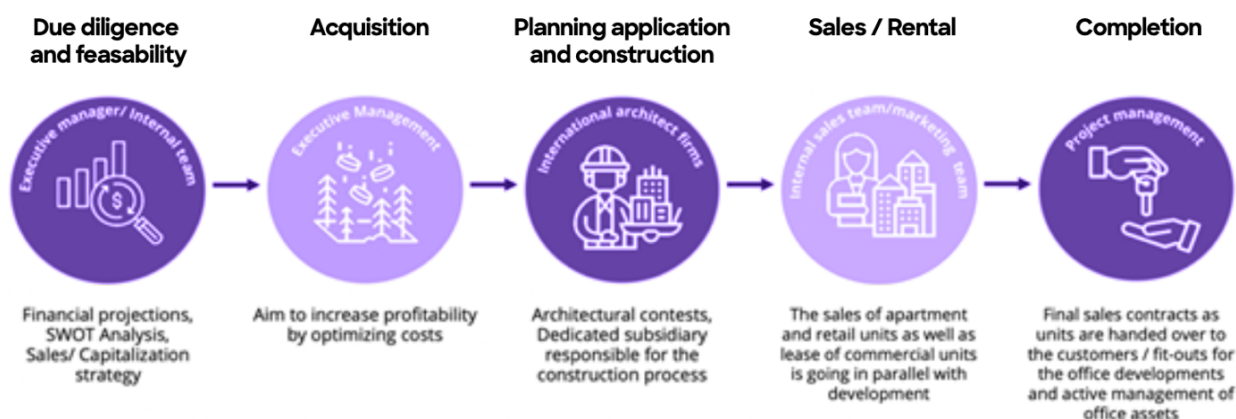 Due diligence
and feasability
Executive manager/ Internal team
$
Financial projections,
SWOT Analysis,
Sales/ Capitalization
strategy
Acquisition
Executive Management
Aim to increase profitability
by optimizing costs
Planning application
and construction
International architect firms
Architectural contests,
Dedicated subsidiary
responsible for the
construction process
Sales / Rental
Internal sales team/marketing team
The sales of apartment
and retail units as well as
lease of commercial units
is going in parallel with
development
Completion
Project management
Final sales contracts as
units are handed over to
the customers / fit-outs for
the office developments
and active management of
office assets